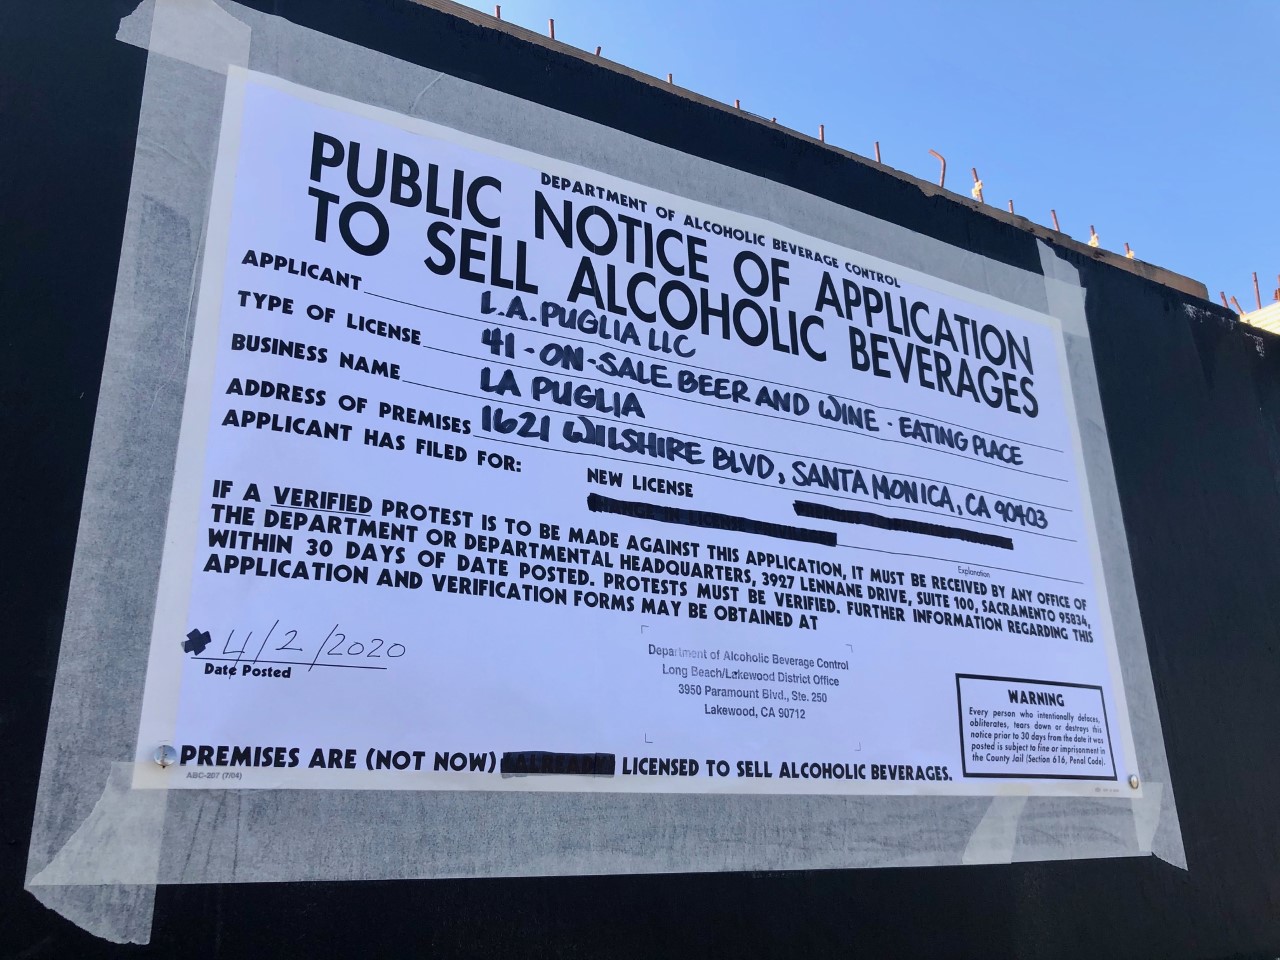 DEPARTMENT OF ALCOHOLIC BEVERAGE CONTROL
PUBLIC NOTICE OF APPLICATION
TO SELL ALCOHOLIC BEVERAGES
APPLICANT L.A. PUGLIA LLC
TYPE OF LICENSE 41 - ON-SALE BEER AND WINE - EATING PLACE
BUSINESS NAME LA PUGLIA
ADDRESS OF PREMISES 1621 WILSHIRE BLVD, SANTA MONICA, CA 90403
APPLICANT HAS FILED FOR:
NEW LICENSE
Explanation
IF A VERIFIED PROTEST IS TO BE MADE AGAINST THIS APPLICATION, IT MUST BE RECEIVED BY ANY OFFICE OF
THE DEPARTMENT OR DEPARTMENTAL HEADQUARTERS, 3927 LENNANE DRIVE, SUITE 100, SACRAMENTO 95834,
WITHIN 30 DAYS OF DATE POSTED. PROTESTS MUST BE VERIFIED. FURTHER INFORMATION REGARDING THIS
APPLICATION AND VERIFICATION FORMS MAY BE OBTAINED AT
4/2/2020
Date Posted
Department of Alcoholic Beverage Control
Long Beach/Lakewood District Office
3950 Paramount Blvd., Ste. 250
Lakewood, CA 90712
WARNING
Every person who intentionally defaces,
obliterates, tears down or destroys this
notice prior to 30 days from the date it was
posted is subject to fine or imprisonment in
the County Jail (Section 616, Penal Code).
PREMISES ARE (NOT NOW) ALREADY LICENSED TO SELL ALCOHOLIC BEVERAGES.
ABC-207 (7/04)